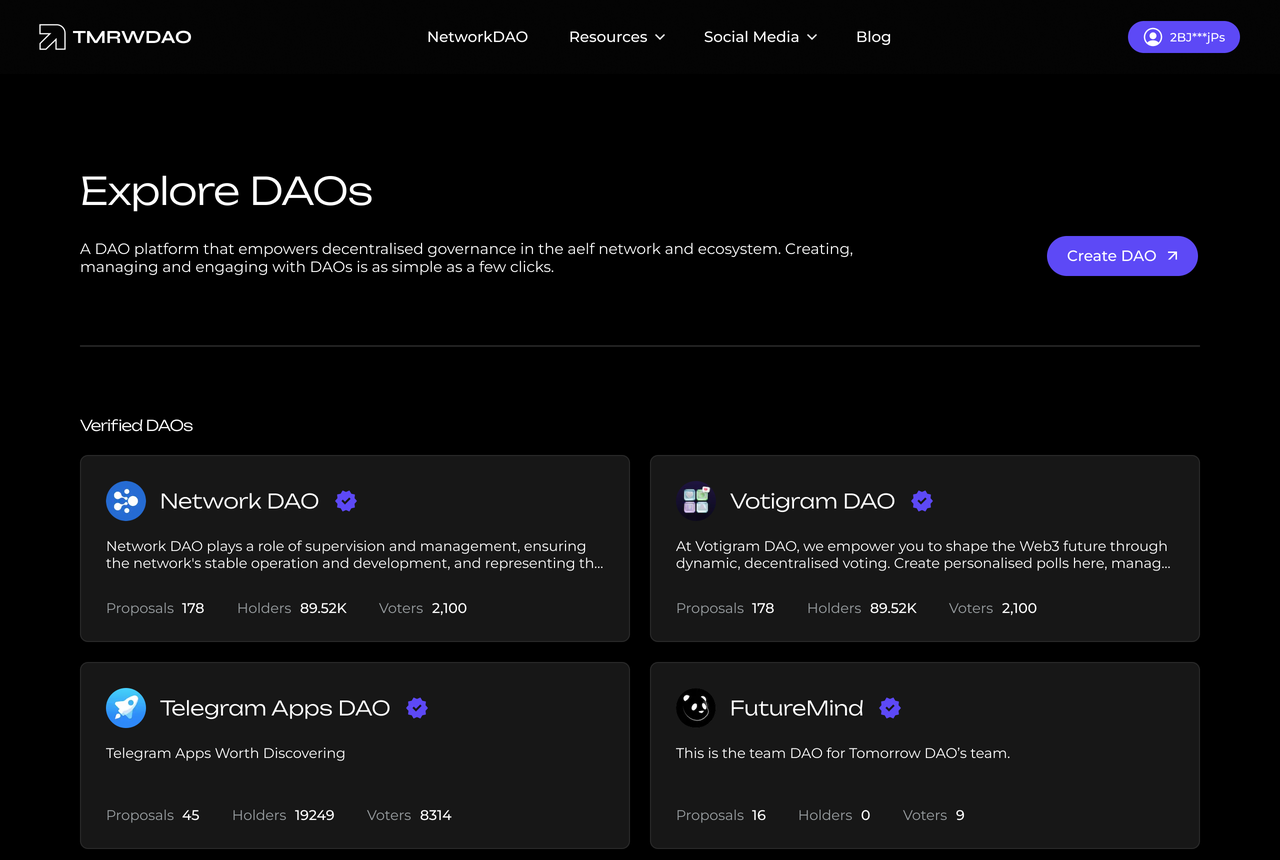 TMRWDAO
NetworkDAO
Resources
Social Media
Blog
2BJ***jPs
Explore DAOs
A DAO platform that empowers decentralised governance in the aelf network and ecosystem. Creating,
managing and engaging with DAOs is as simple as a few clicks.
Create DAO
Verified DAOs
Network DAO
Network DAO plays a role of supervision and management, ensuring
the network's stable operation and development, and representing th...
Proposals 178 Holders 89.52K Voters 2,100
Votigram DAO
At Votigram DAO, we empower you to shape the Web3 future through
dynamic, decentralised voting. Create personalised polls here, manag...
Proposals 178 Holders 89.52K Voters 2,100
Telegram Apps DAO
Telegram Apps Worth Discovering
Proposals 45 Holders 19249 Voters 8314
FutureMind
This is the team DAO for Tomorrow DAO’s team.
Proposals 16 Holders 0 Voters 9